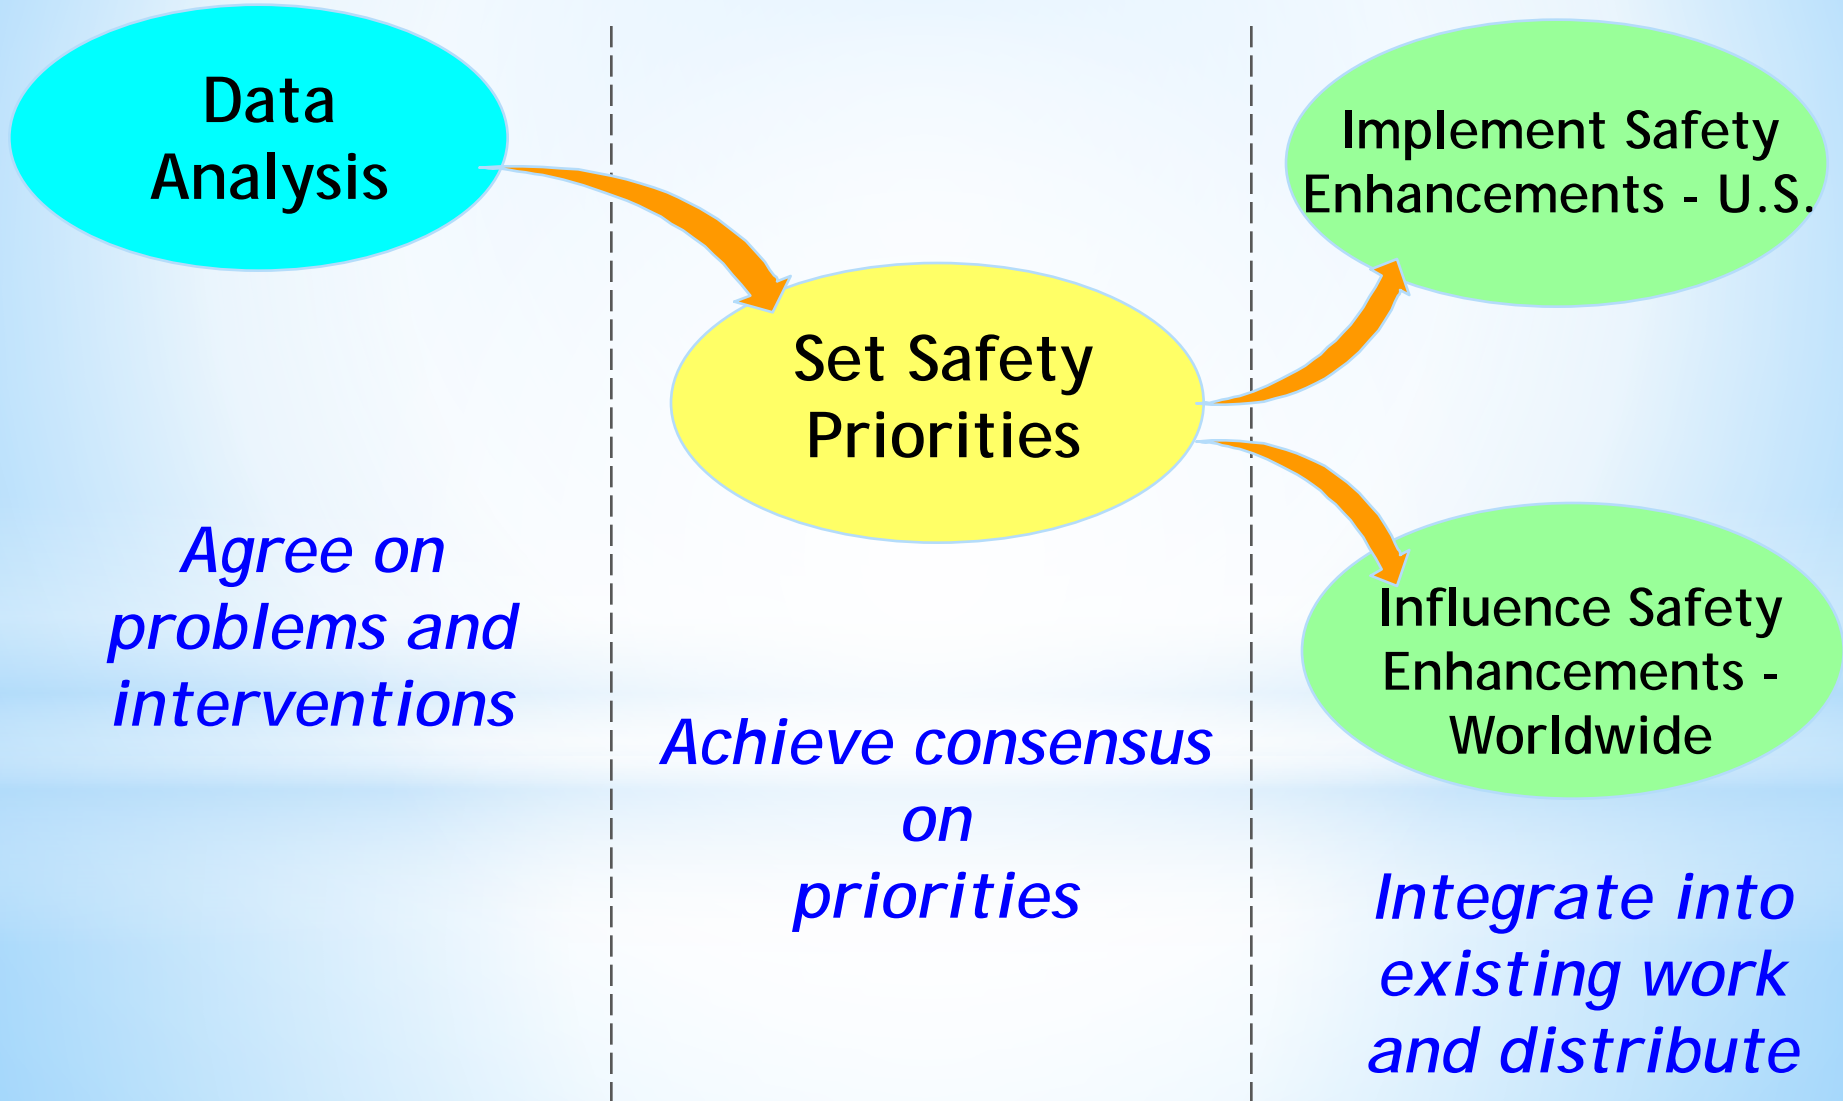 Data
Analysis
Agree on
problems and
interventions
Set Safety
Priorities
Achieve consensus
on
priorities
Implement Safety
Enhancements - U.S.
Influence Safety
Enhancements -
Worldwide
Integrate into
existing work
and distribute